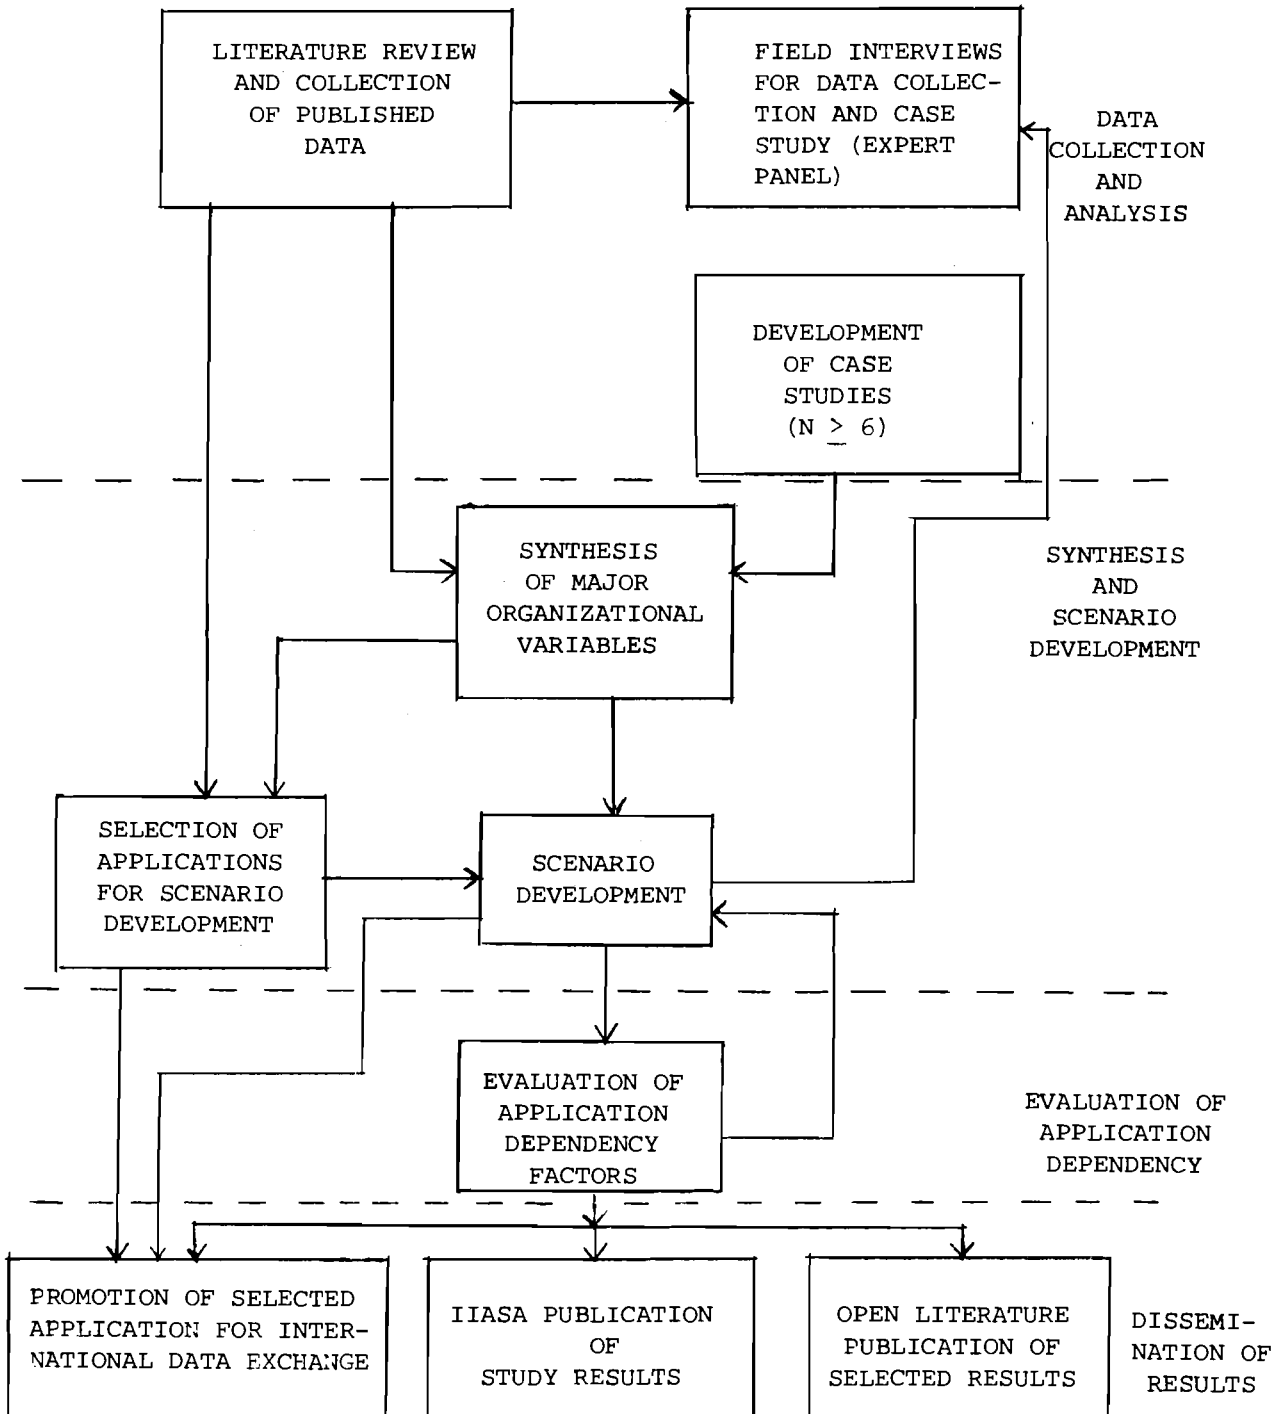 LITERATURE REVIEW
AND COLLECTION
OF PUBLISHED
DATA
FIELD INTERVIEWS
FOR DATA COLLEC-
TION AND CASE
STUDY (EXPERT
PANEL)
DATA
COLLECTION
AND
ANALYSIS
DEVELOPMENT
OF CASE
STUDIES
(N ≥ 6)
SYNTHESIS
OF MAJOR
ORGANIZATIONAL
VARIABLES
SYNTHESIS
AND
SCENARIO
DEVELOPMENT
SELECTION OF
APPLICATIONS
FOR SCENARIO
DEVELOPMENT
SCENARIO
DEVELOPMENT
EVALUATION OF
APPLICATION
DEPENDENCY
FACTORS
EVALUATION OF
APPLICATION
DEPENDENCY
PROMOTION OF SELECTED
APPLICATION FOR INTER-
NATIONAL DATA EXCHANGE
IIASA PUBLICATION
OF
STUDY RESULTS
OPEN LITERATURE
PUBLICATION OF
SELECTED RESULTS
DISSEMI-
NATION OF
RESULTS